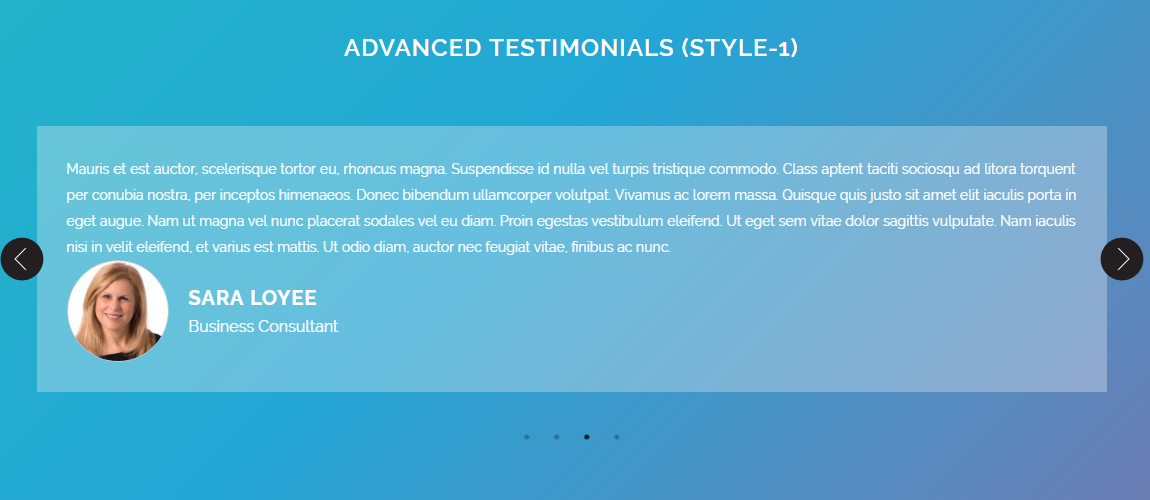 ADVANCED TESTIMONIALS (STYLE-1)
Mauris et est auctor, scelerisque tortor eu, rhoncus magna. Suspendisse id nulla vel turpis tristique commodo. Class aptent taciti sociosqu ad litora torquent
per conubia nostra, per inceptos himenaeos. Donec bibendum ullamcorper volutpat. Vivamus ac lorem massa. Quisque quis justo sit amet elit iaculis porta in
eget augue. Nam ut magna vel nunc placerat sodales vel eu diam. Proin egestas vestibulum eleifend. Ut eget sem vitae dolor sagittis vulputate. Nam iaculis
nisi in velit eleifend, et varius est mattis. Ut odio diam, auctor nec feugiat vitae, finibus ac nunc.
SARA LOYEE
Business Consultant